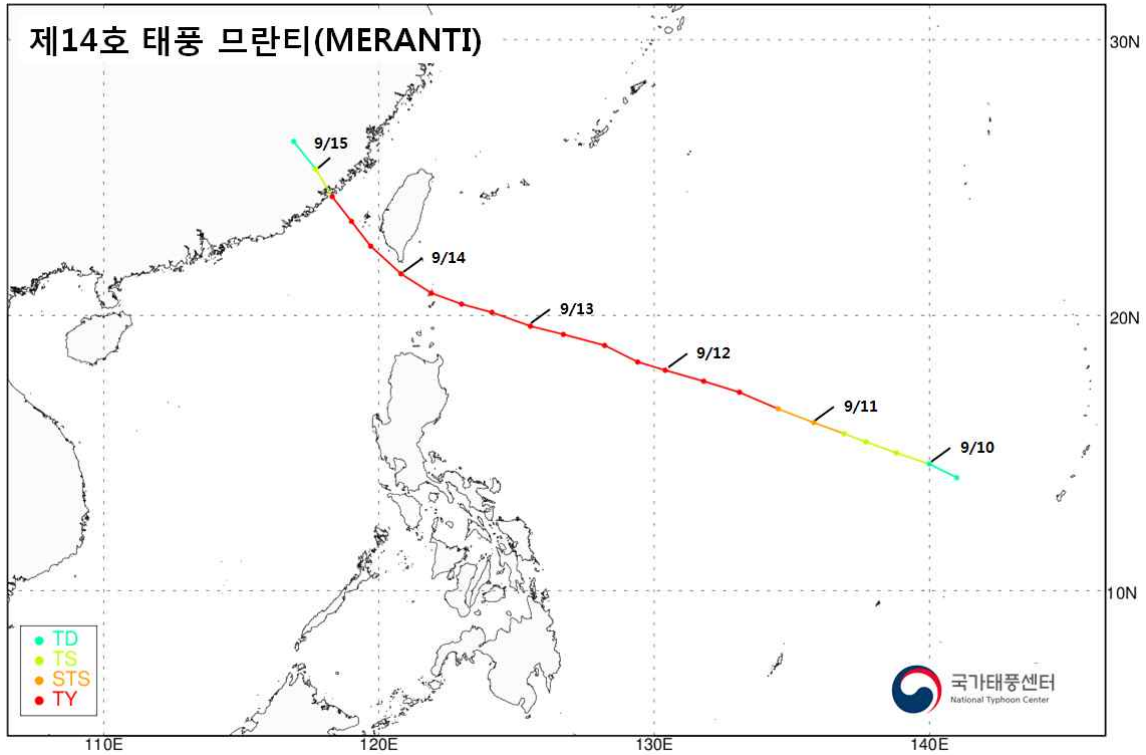 제14호 태풍 므란티(MERANTI)
30N
9/15
9/14
20N
9/13
9/12
9/11
9/10
10N
TD
TS
STS
TY
국가태풍센터
National Typhoon Center
110E
120E
130E
140E